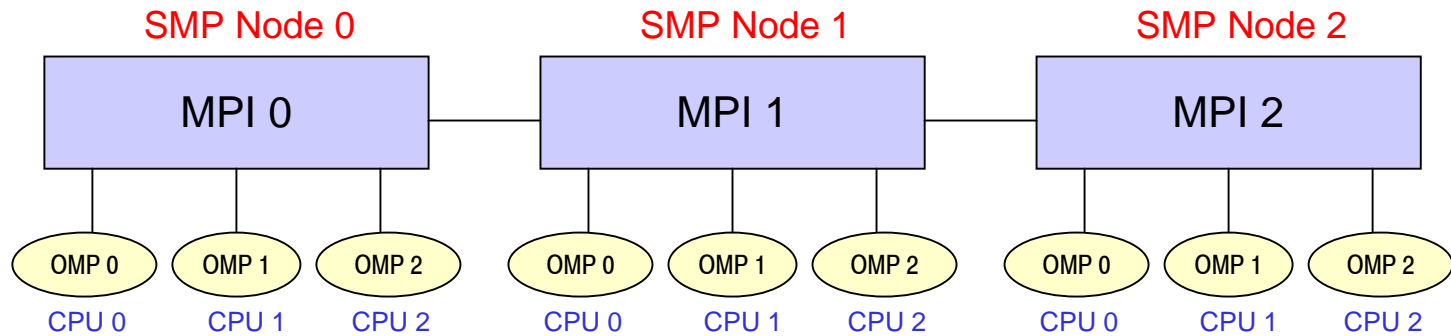 SMP Node 0
SMP Node 1
SMP Node 2
MPI 0
MPI 1
MPI 2
OMP 0
OMP 1
OMP 2
OMP 0
OMP 1
OMP 2
OMP 0
OMP 1
OMP 2
CPU 0
CPU 1
CPU 2
CPU 0
CPU 1
CPU 2
CPU 0
CPU 1
CPU 2